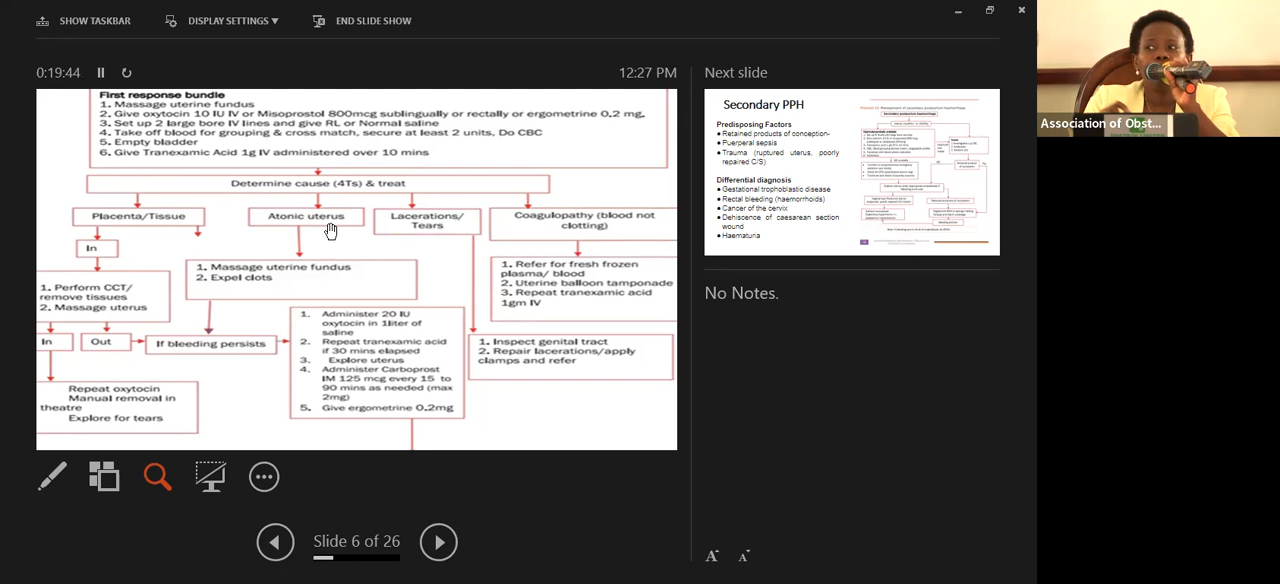 SHOW TASKBAR
DISPLAY SETTINGS ▼
END SLIDE SHOW
0:19:44
12:27 PM
First response bundle
1. Massage uterine fundus
2, Give oxytocin 10 IU IV or Misoprostol 800mcg sublingually or rectally or ergometrine 0.2 mg,
3. Set up 2 large bore IV lines and give RL or Normal saline
4. Take off blood for grouping & cross match, secure at least 2 units, Do CBC
5. Empty bladder
6. Give Tranexamic Acid 1g IV administered over 10 mins
Determine cause (4Ts) & treat
Placenta/Tissue
Atonic uterus
Lacerations/
Tears
Coagulopathy (blood not
clotting)
In
1. Massage uterine fundus
2. Expel clots
1. Refer for fresh frozen
plasma/ blood
2. Uterine balloon tamponade
3. Repeat tranexamic acid
1gm IV
1. Perform CCT/
remove tissues
2. Massage uterus
In
Out
If bleeding persists
1. Administer 20 IU
oxytocin in 1liter of
saline
2. Repeat tranexamic acid
if 30 mins elapsed
3. Explore uterus
4. Administer Carboprost
IM 125 mcg every 15 to
90 mins as needed (max
2mg)
5. Give ergometrine 0.2mg
1. Inspect genital tract
2. Repair lacerations/apply
clamps and refer
Repeat oxytocin
Manual removal in
theatre
Explore for tears
Slide 6 of 26
Next slide
Secondary PPH
Predisposing Factors
• Retained products of conception-
• Puerperal sepsis
• Trauma (ruptured uterus, poorly
repaired C/S)
Differential diagnosis
• Gestational trophoblastic disease
• Rectal bleeding (haemorrhoids)
• Cancer of the cervix
• Dehiscence of caesarean section
wound
• Haematuria
No Notes.
A A
Association of Obst...